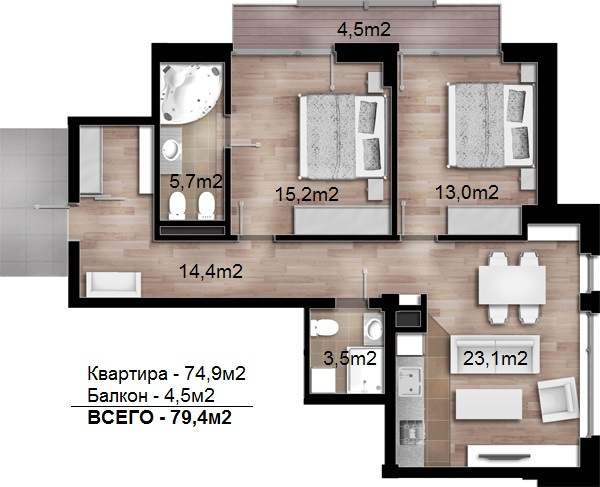 4,5m2
5,7m2
15,2m2
13,0m2
14,4m2
3,5m2
23,1m2
Квартира - 74,9м2
Балкон - 4,5м2
ВСЕГО - 79,4м2